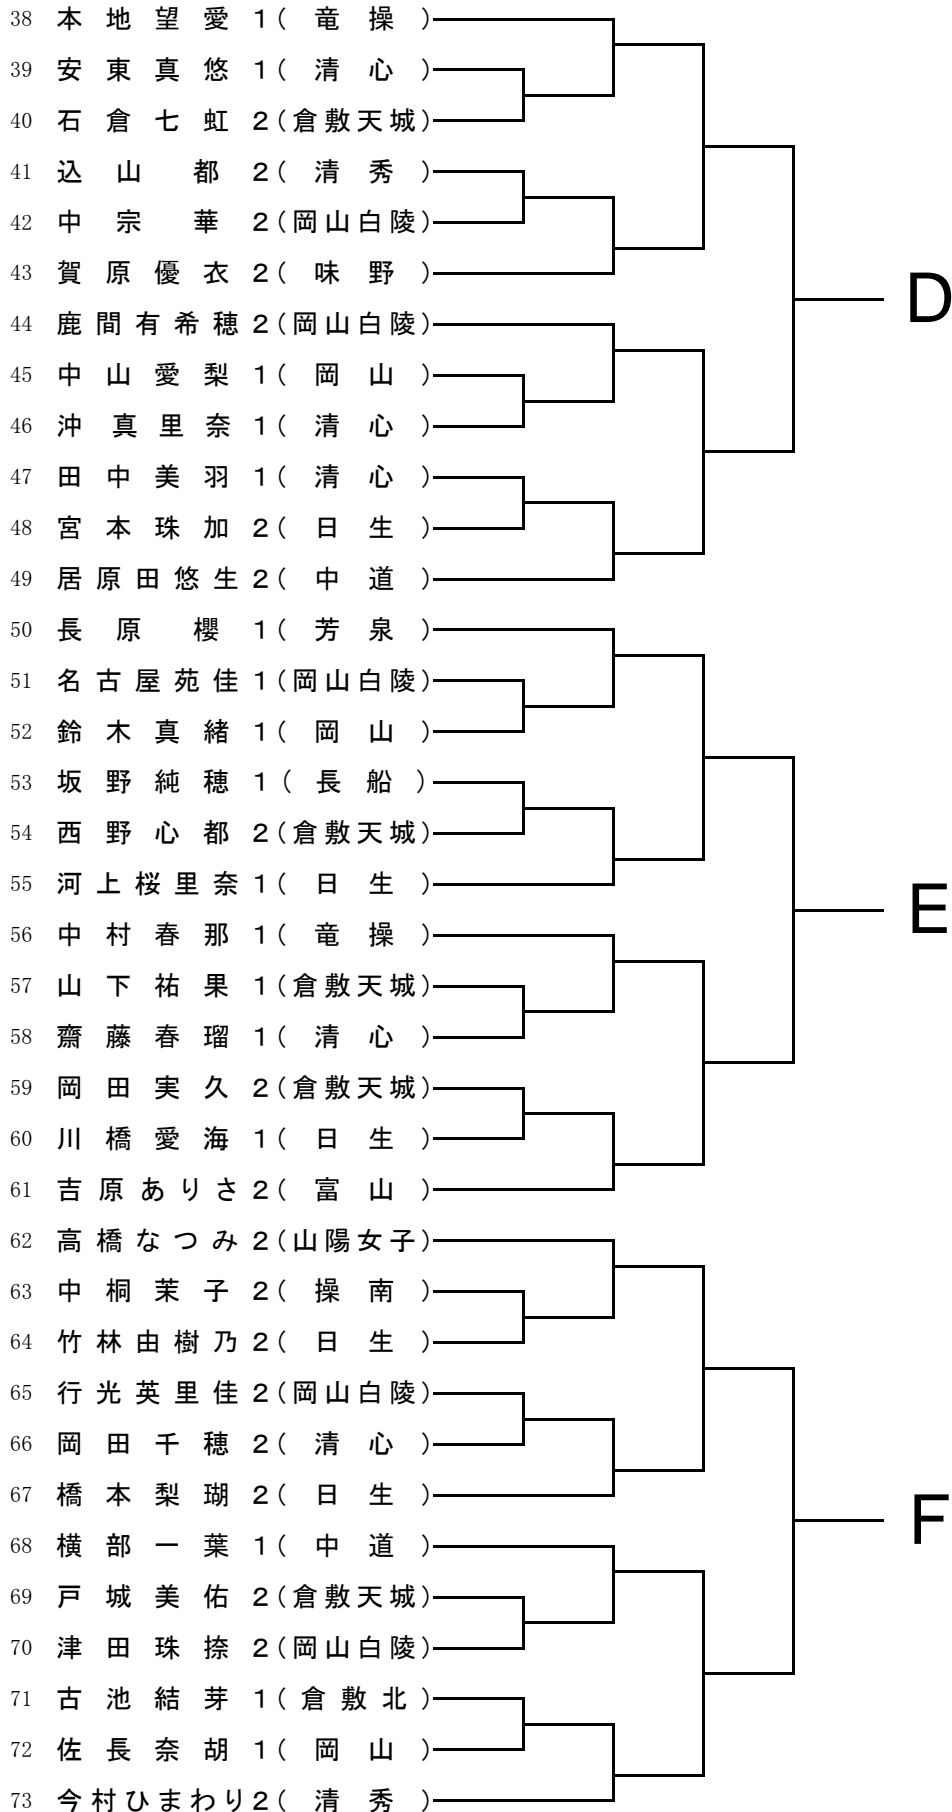 38 本地望愛 1(竜操)
39 安東真悠 1(清心)
40 石倉七虹 2(倉敷天城)
41 込山都 2(清秀)
42 中宗華 2(岡山白陵)
43 賀原優衣 2(味野)
44 鹿間有希穂 2(岡山白陵)
45 中山愛梨 1(岡山)
46 沖真里奈 1(清心)
47 田中美羽 1(清心)
48 宮本珠加 2(日生)
49 居原田悠生 2(中道)
50 長原櫻 1(芳泉)
51 名古屋苑佳 1(岡山白陵)
52 鈴木真緒 1(岡山)
53 坂野純穂 1(長船)
54 西野心都 2(倉敷天城)
55 河上桜里奈 1(日生)
56 中村春那 1(竜操)
57 山下祐果 1(倉敷天城)
58 齋藤春瑠 1(清心)
59 岡田実久 2(倉敷天城)
60 川橋愛海 1(日生)
61 吉原ありさ 2(富山)
62 高橋なつみ 2(山陽女子)
63 中桐茉子 2(操南)
64 竹林由樹乃 2(日生)
65 行光英里佳 2(岡山白陵)
66 岡田千穂 2(清心)
67 橋本梨瑚 2(日生)
68 横部一葉 1(中道)
69 戸城美佑 2(倉敷天城)
70 津田珠捺 2(岡山白陵)
71 古池結芽 1(倉敷北)
72 佐長奈胡 1(岡山)
73 今村ひまわり 2(清秀)
D
E
F